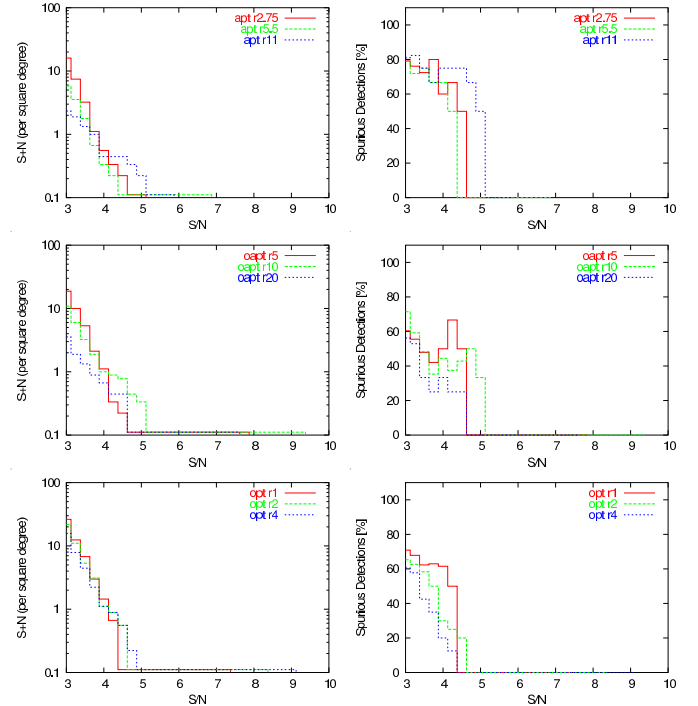 S+N (per square degree)
100
10
1
0.1
3 4 5 6 7 8 9 10
S/N
apt r2.75
apt r5.5
apt r11
Spurious Detections [%]
100
80
60
40
20
0
3 4 5 6 7 8 9 10
S/N
apt r2.75
apt r5.5
apt r11
S+N (per square degree)
100
10
1
0.1
3 4 5 6 7 8 9 10
S/N
oapt r5
oapt r10
oapt r20
Spurious Detections [%]
100
80
60
40
20
0
3 4 5 6 7 8 9 10
S/N
oapt r5
oapt r10
oapt r20
S+N (per square degree)
100
10
1
0.1
3 4 5 6 7 8 9 10
S/N
opt r1
opt r2
opt r4
Spurious Detections [%]
100
80
60
40
20
0
3 4 5 6 7 8 9 10
S/N
opt r1
opt r2
opt r4